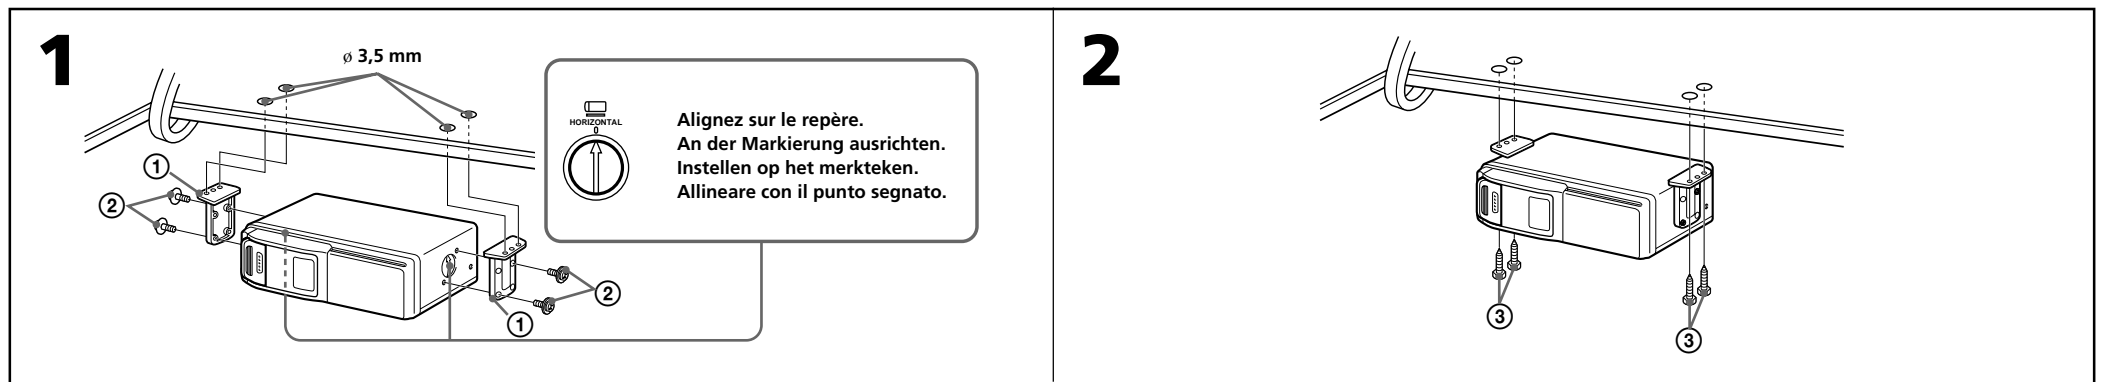 1
ø 3,5 mm
HORIZONTAL
0
Alignez sur le repère.
An der Markierung ausrichten.
Instellen op het merkteken.
Allineare con il punto segnato.
①
②
②
①
2
③
③